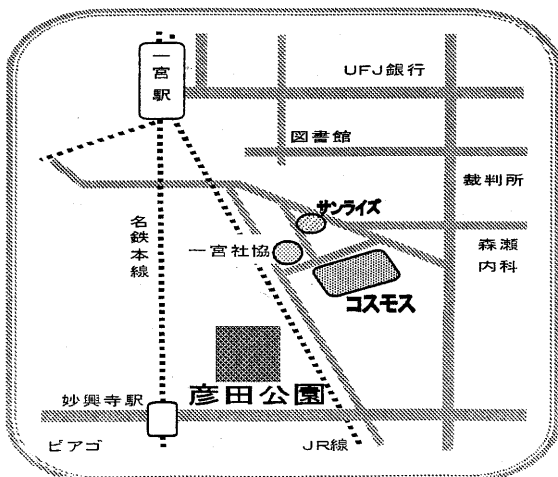 一宮駅
UFJ銀行
図書館
裁判所
サンライズ
名鉄本線
一宮社協
森瀬
内科
コスモス
彦田公園
妙興寺駅
ピアゴ
JR線